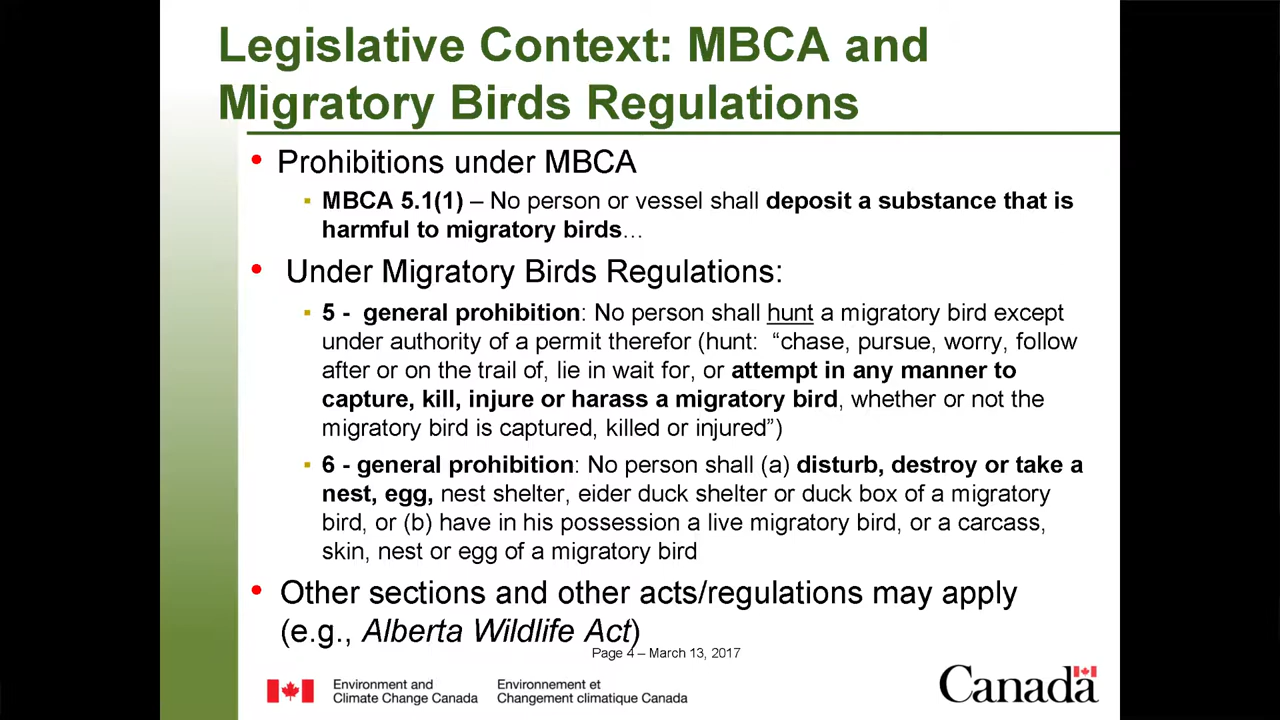 Legislative Context: MBCA and
Migratory Birds Regulations
• Prohibitions under MBCA
▪ MBCA 5.1(1) – No person or vessel shall deposit a substance that is
harmful to migratory birds…
• Under Migratory Birds Regulations:
▪ 5 - general prohibition: No person shall hunt a migratory bird except
under authority of a permit therefor (hunt: “chase, pursue, worry, follow
after or on the trail of, lie in wait for, or attempt in any manner to
capture, kill, injure or harass a migratory bird, whether or not the
migratory bird is captured, killed or injured”)
▪ 6 - general prohibition: No person shall (a) disturb, destroy or take a
nest, egg, nest shelter, eider duck shelter or duck box of a migratory
bird, or (b) have in his possession a live migratory bird, or a carcass,
skin, nest or egg of a migratory bird
• Other sections and other acts/regulations may apply
(e.g., Alberta Wildlife Act)
Page 4 – March 13, 2017
Environment and
Climate Change Canada
Environnement et
Changement climatique Canada
Canada